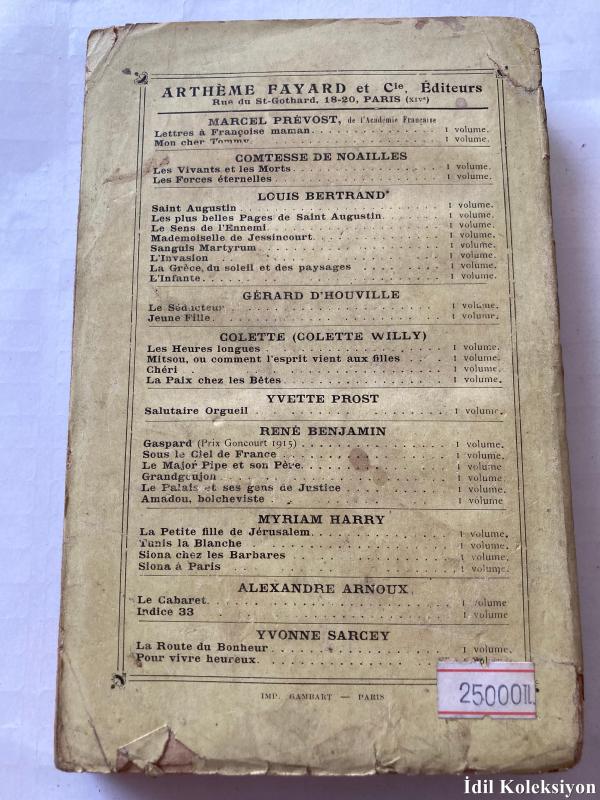 ARTHÈME FAYARD et Cie, Éditeurs
Rue du St-Gothard, 18-20, PARIS (XIVe)
MARCEL PRÉVOST, de l'Académie Française
Lettres à Françoise maman 1 volume.
Mon cher Tommy 1 volume.
COMTESSE DE NOAILLES
Les Vivants et les Morts 1 volume.
Les Forces éternelles 1 volume.
LOUIS BERTRAND
Saint Augustin 1 volume.
Les plus belles Pages de Saint Augustin. 1 volume.
Le Sens de l'Ennemi 1 volume.
Mademoiselle de Jessincourt. 1 volume.
Sanguis Martyrum 1 volume.
L'Invasion 1 volume.
La Grèce, du soleil et des paysages 1 volume.
L'Infante 1 volume.
GÉRARD D'HOUVILLE
Le Séducteur 1 volume.
Jeune Fille 1 volume.
COLETTE (COLETTE WILLY)
Les Heures longues 1 volume.
Mitsou, ou comment l'esprit vient aux filles 1 volume.
Chéri 1 volume.
La Paix chez les Bêtes 1 volume.
YVETTE PROST
Salutaire Orgueil 1 volume.
RENÉ BENJAMIN
Gaspard (Prix Goncourt 1915) 1 volume.
Sous le Ciel de France 1 volume.
Le Major Pipe et son Père. 1 volume
Grandgoujon 1 volume
Le Palais et ses gens de Justice 1 volume.
Amadou, bolcheviste 1 volume
MYRIAM HARRY
La Petite fille de Jérusalem 1 volume.
Tunis la Blanche 1 volume.
Siona chez les Barbares 1 volume.
Siona à Paris 1 volume.
ALEXANDRE ARNOUX
Le Cabaret. 1 volume
Indice 33 1 volume
YVONNE SARCEY
La Route du Bonheur 1 volume.
Pour vivre heureux. volume.
IMP. GAMBART — PARIS
25000TL.
İdil Koleksiyon